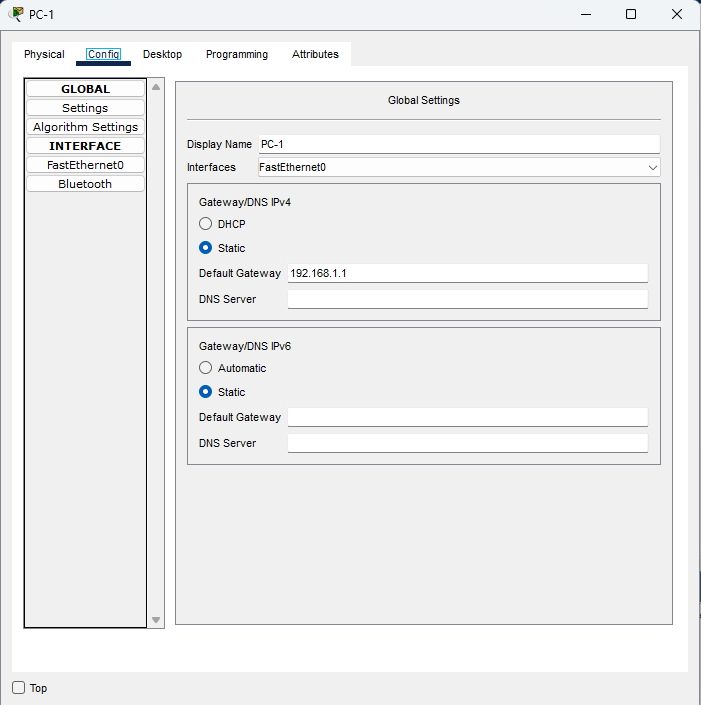 PC-1
Physical Config Desktop Programming Attributes
GLOBAL
Settings
Algorithm Settings
INTERFACE
FastEthernet0
Bluetooth
Global Settings
Display Name PC-1
Interfaces FastEthernet0
Gateway/DNS IPv4
DHCP
Static
Default Gateway 192.168.1.1
DNS Server
Gateway/DNS IPv6
Automatic
Static
Default Gateway
DNS Server
Top